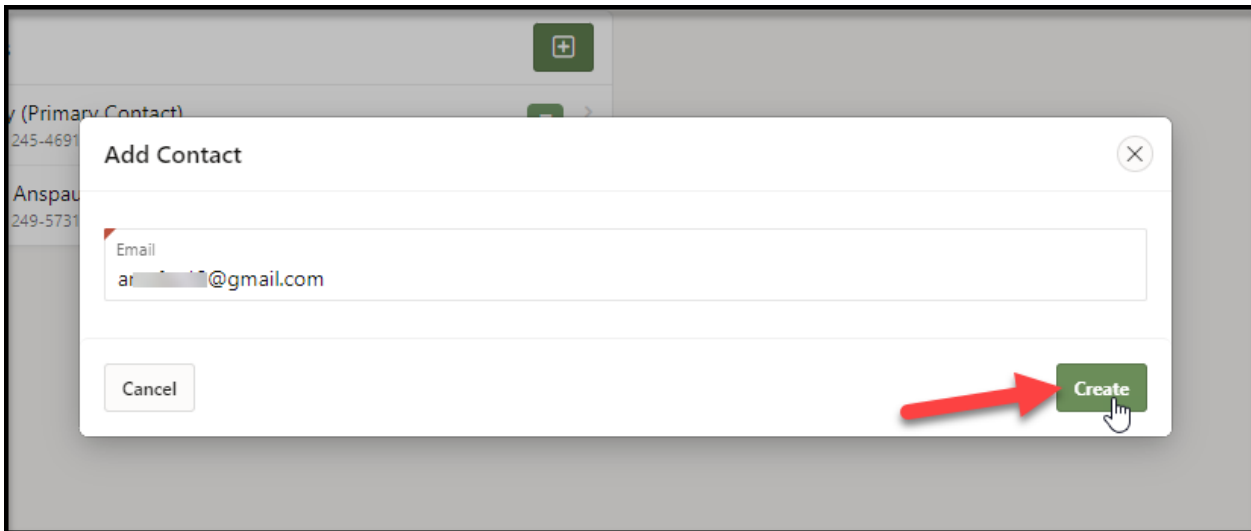 (Primary Contact)
245-4691
Add Contact
Anspau
249-5731
Email
@gmail.com
Cancel
Create